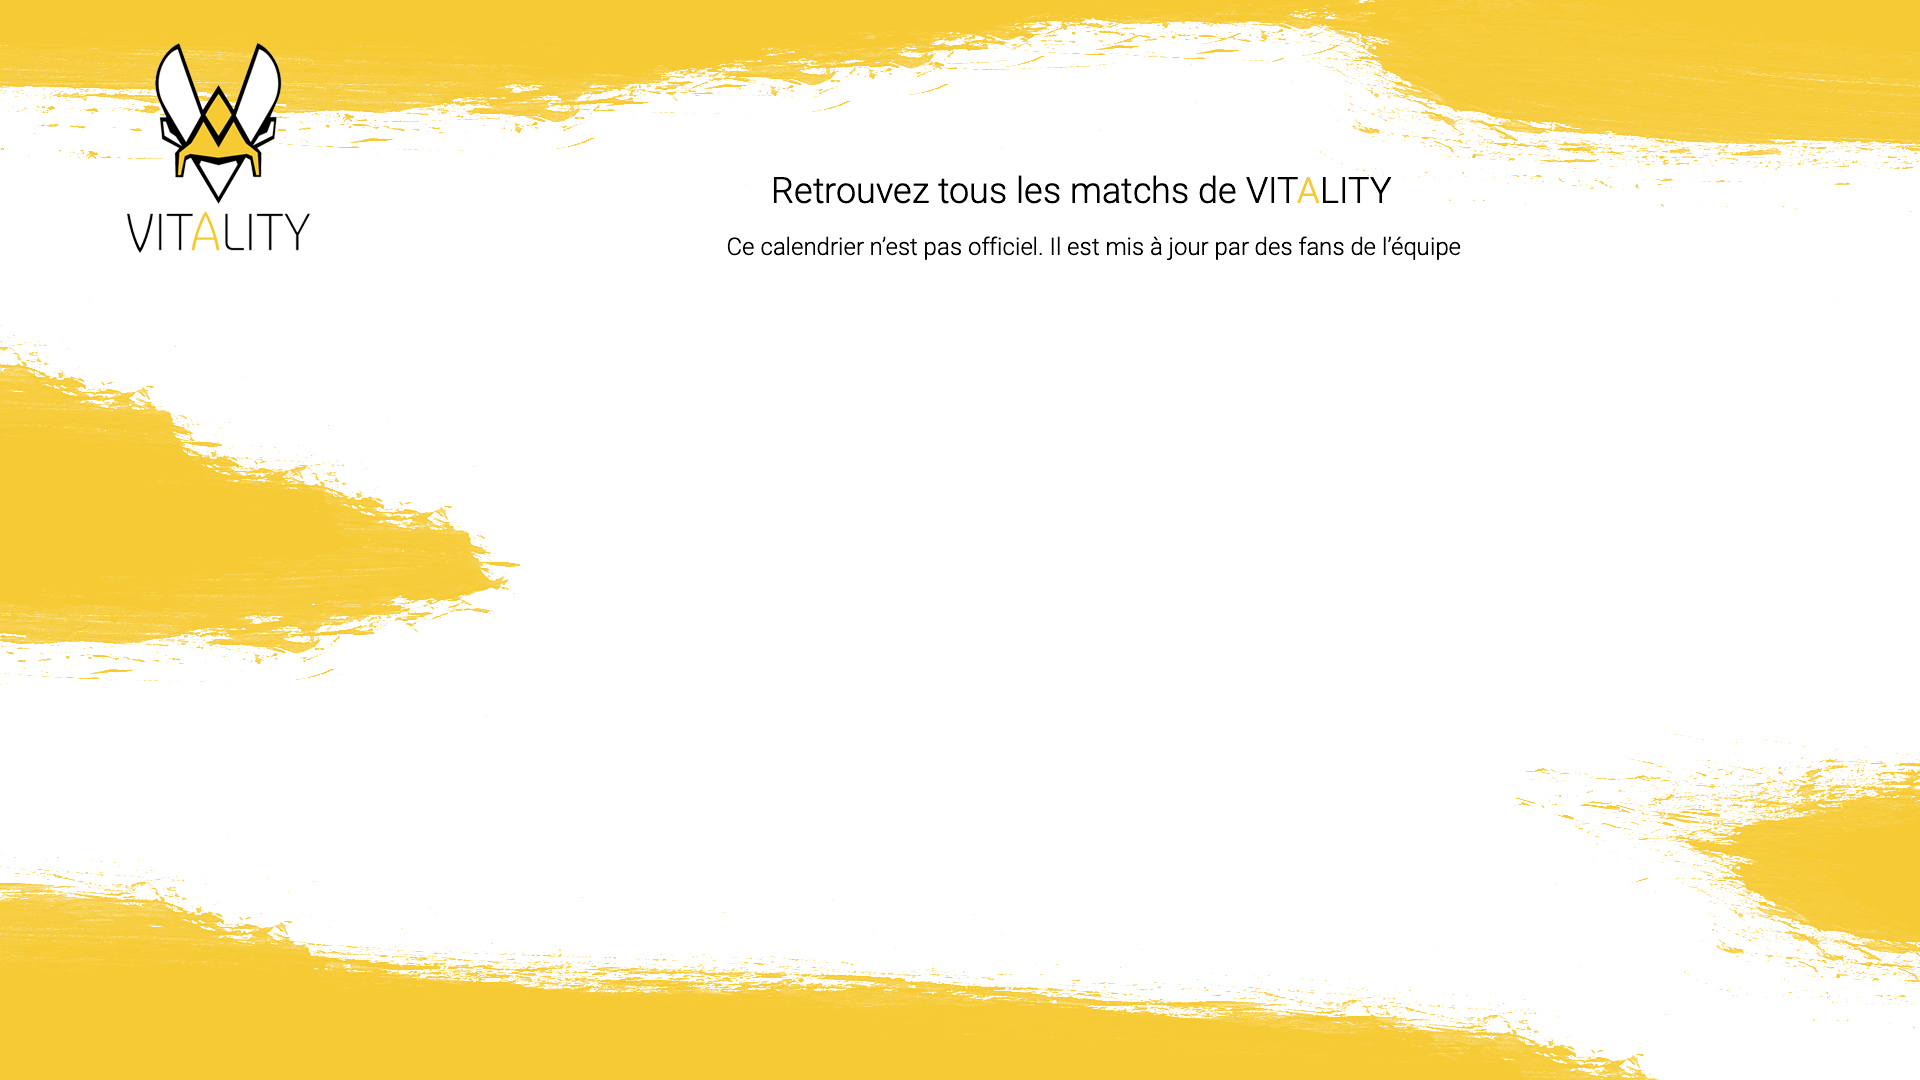 VITALITY
Retrouvez tous les matchs de VITALITY
Ce calendrier n’est pas officiel. Il est mis à jour par des fans de l’équipe